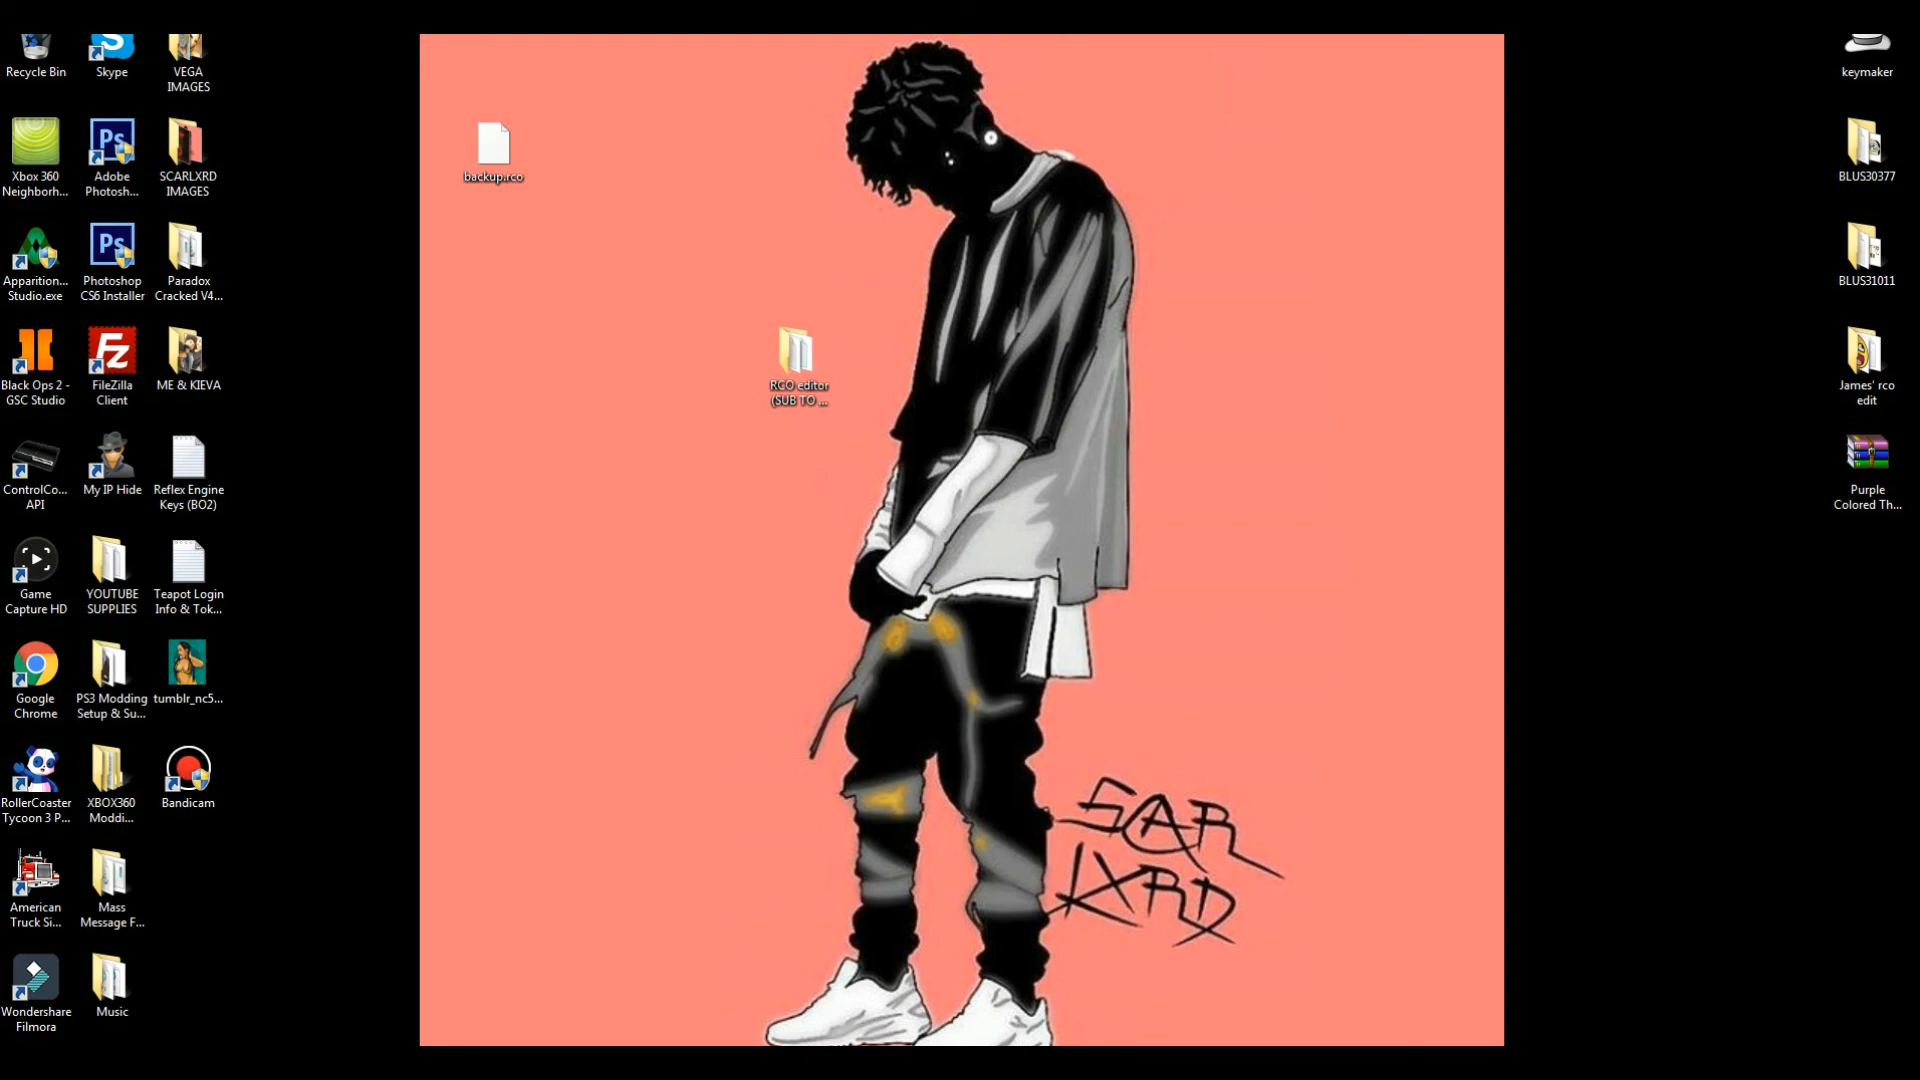 Recycle Bin
Skype
VEGA
IMAGES
Xbox 360
Neighborh...
Adobe
Photosh...
SCARLXRD
IMAGES
Apparition...
Studio.exe
Photoshop
CS6 Installer
Paradox
Cracked V4...
Black Ops 2 -
GSC Studio
FileZilla
Client
ME & KIEVA
ControlCo...
API
My IP Hide
Reflex Engine
Keys (BO2)
Game
Capture HD
YOUTUBE
SUPPLIES
Teapot Login
Info & Tok...
Google
Chrome
PS3 Modding
Setup & Su...
tumblr_nc5...
RollerCoaster
Tycoon 3 P...
XBOX360
Moddi...
Bandicam
American
Truck Si...
Mass
Message F...
Wondershare
Filmora
Music
backup.rco
RCO editor
(SUB TO ...
SCAR
LXRD
keymaker
BLUS30377
BLUS31011
James' rco
edit
Purple
Colored Th...